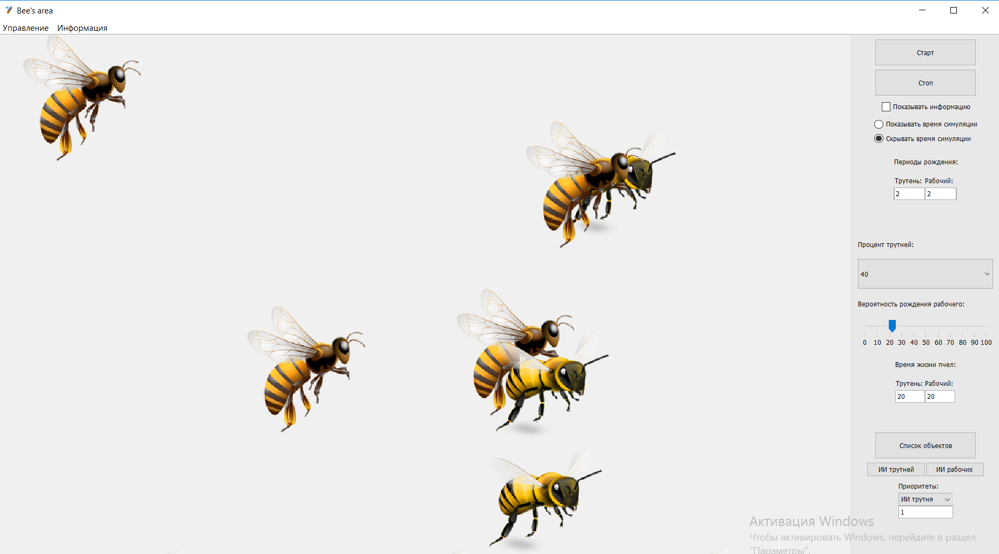 Bee's area
Управление Информация
Старт
Стоп
Показывать информацию
Показывать время симуляции
Скрывать время симуляции
Периоды рождения:
Трутень: Рабочий:
2 2
Процент трутней:
40
Вероятность рождения рабочего:
0 10 20 30 40 50 60 70 80 90 100
Время жизни пчел:
Трутень: Рабочий:
20 20
Список объектов
ИИ трутней ИИ рабочих
Приоритеты:
ИИ трутня
1
Активация Windows
Чтобы активировать Windows, перейдите в раздел
"Параметры".